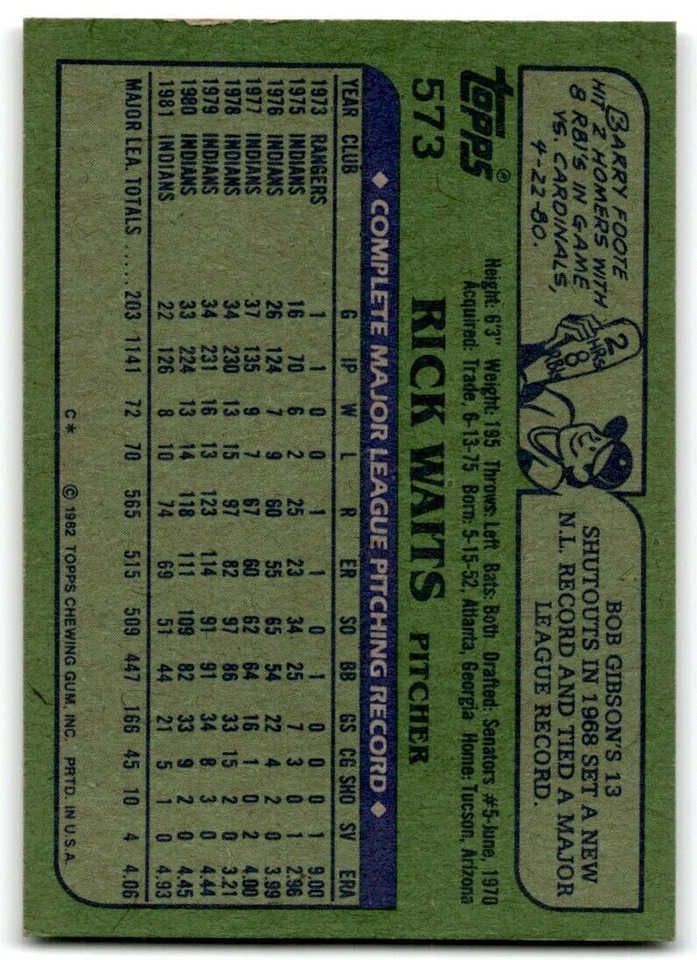 BARRY FOOTE
HIT 2 HOMERS WITH
8 RBI'S IN GAME
VS. CARDINALS,
4-22-80.
2
HRS
8
RBIS
BOB GIBSON'S 13
SHUTOUTS IN 1968 SET A NEW
N.L. RECORD AND TIED A MAJOR
LEAGUE RECORD.
Topps®
573 RICK WAITS PITCHER
Height: 6'3" Weight: 195 Throws: Left Bats: Both Drafted: Senators #5-June, 1970
Acquired: Trade, 6-13-75 Born: 5-15-52, Atlanta, Georgia Home: Tucson, Arizona
◆ COMPLETE MAJOR LEAGUE PITCHING RECORD ◆
YEAR CLUB G IP W L R ER SO BB GS CG SHO SV ERA
1973 RANGERS 1 1 0 0 1 1 0 1 0 0 0 1 9.00
1975 INDIANS 16 70 6 2 25 23 34 25 7 3 0 1 2.96
1976 INDIANS 26 124 7 9 60 55 65 54 22 4 2 0 3.99
1977 INDIANS 37 135 9 7 67 60 62 64 16 1 0 2 4.00
1978 INDIANS 34 230 13 15 97 82 97 86 33 15 2 0 3.21
1979 INDIANS 34 231 16 13 123 114 91 91 34 8 3 0 4.44
1980 INDIANS 33 224 13 14 118 111 109 82 33 9 2 0 4.45
1981 INDIANS 22 126 8 10 74 69 51 44 21 5 1 0 4.93
MAJOR LEA. TOTALS ..... 203 1141 72 70 565 515 509 447 166 45 10 4 4.06
C* © 1982 TOPPS CHEWING GUM, INC. PRTD. IN U.S.A.